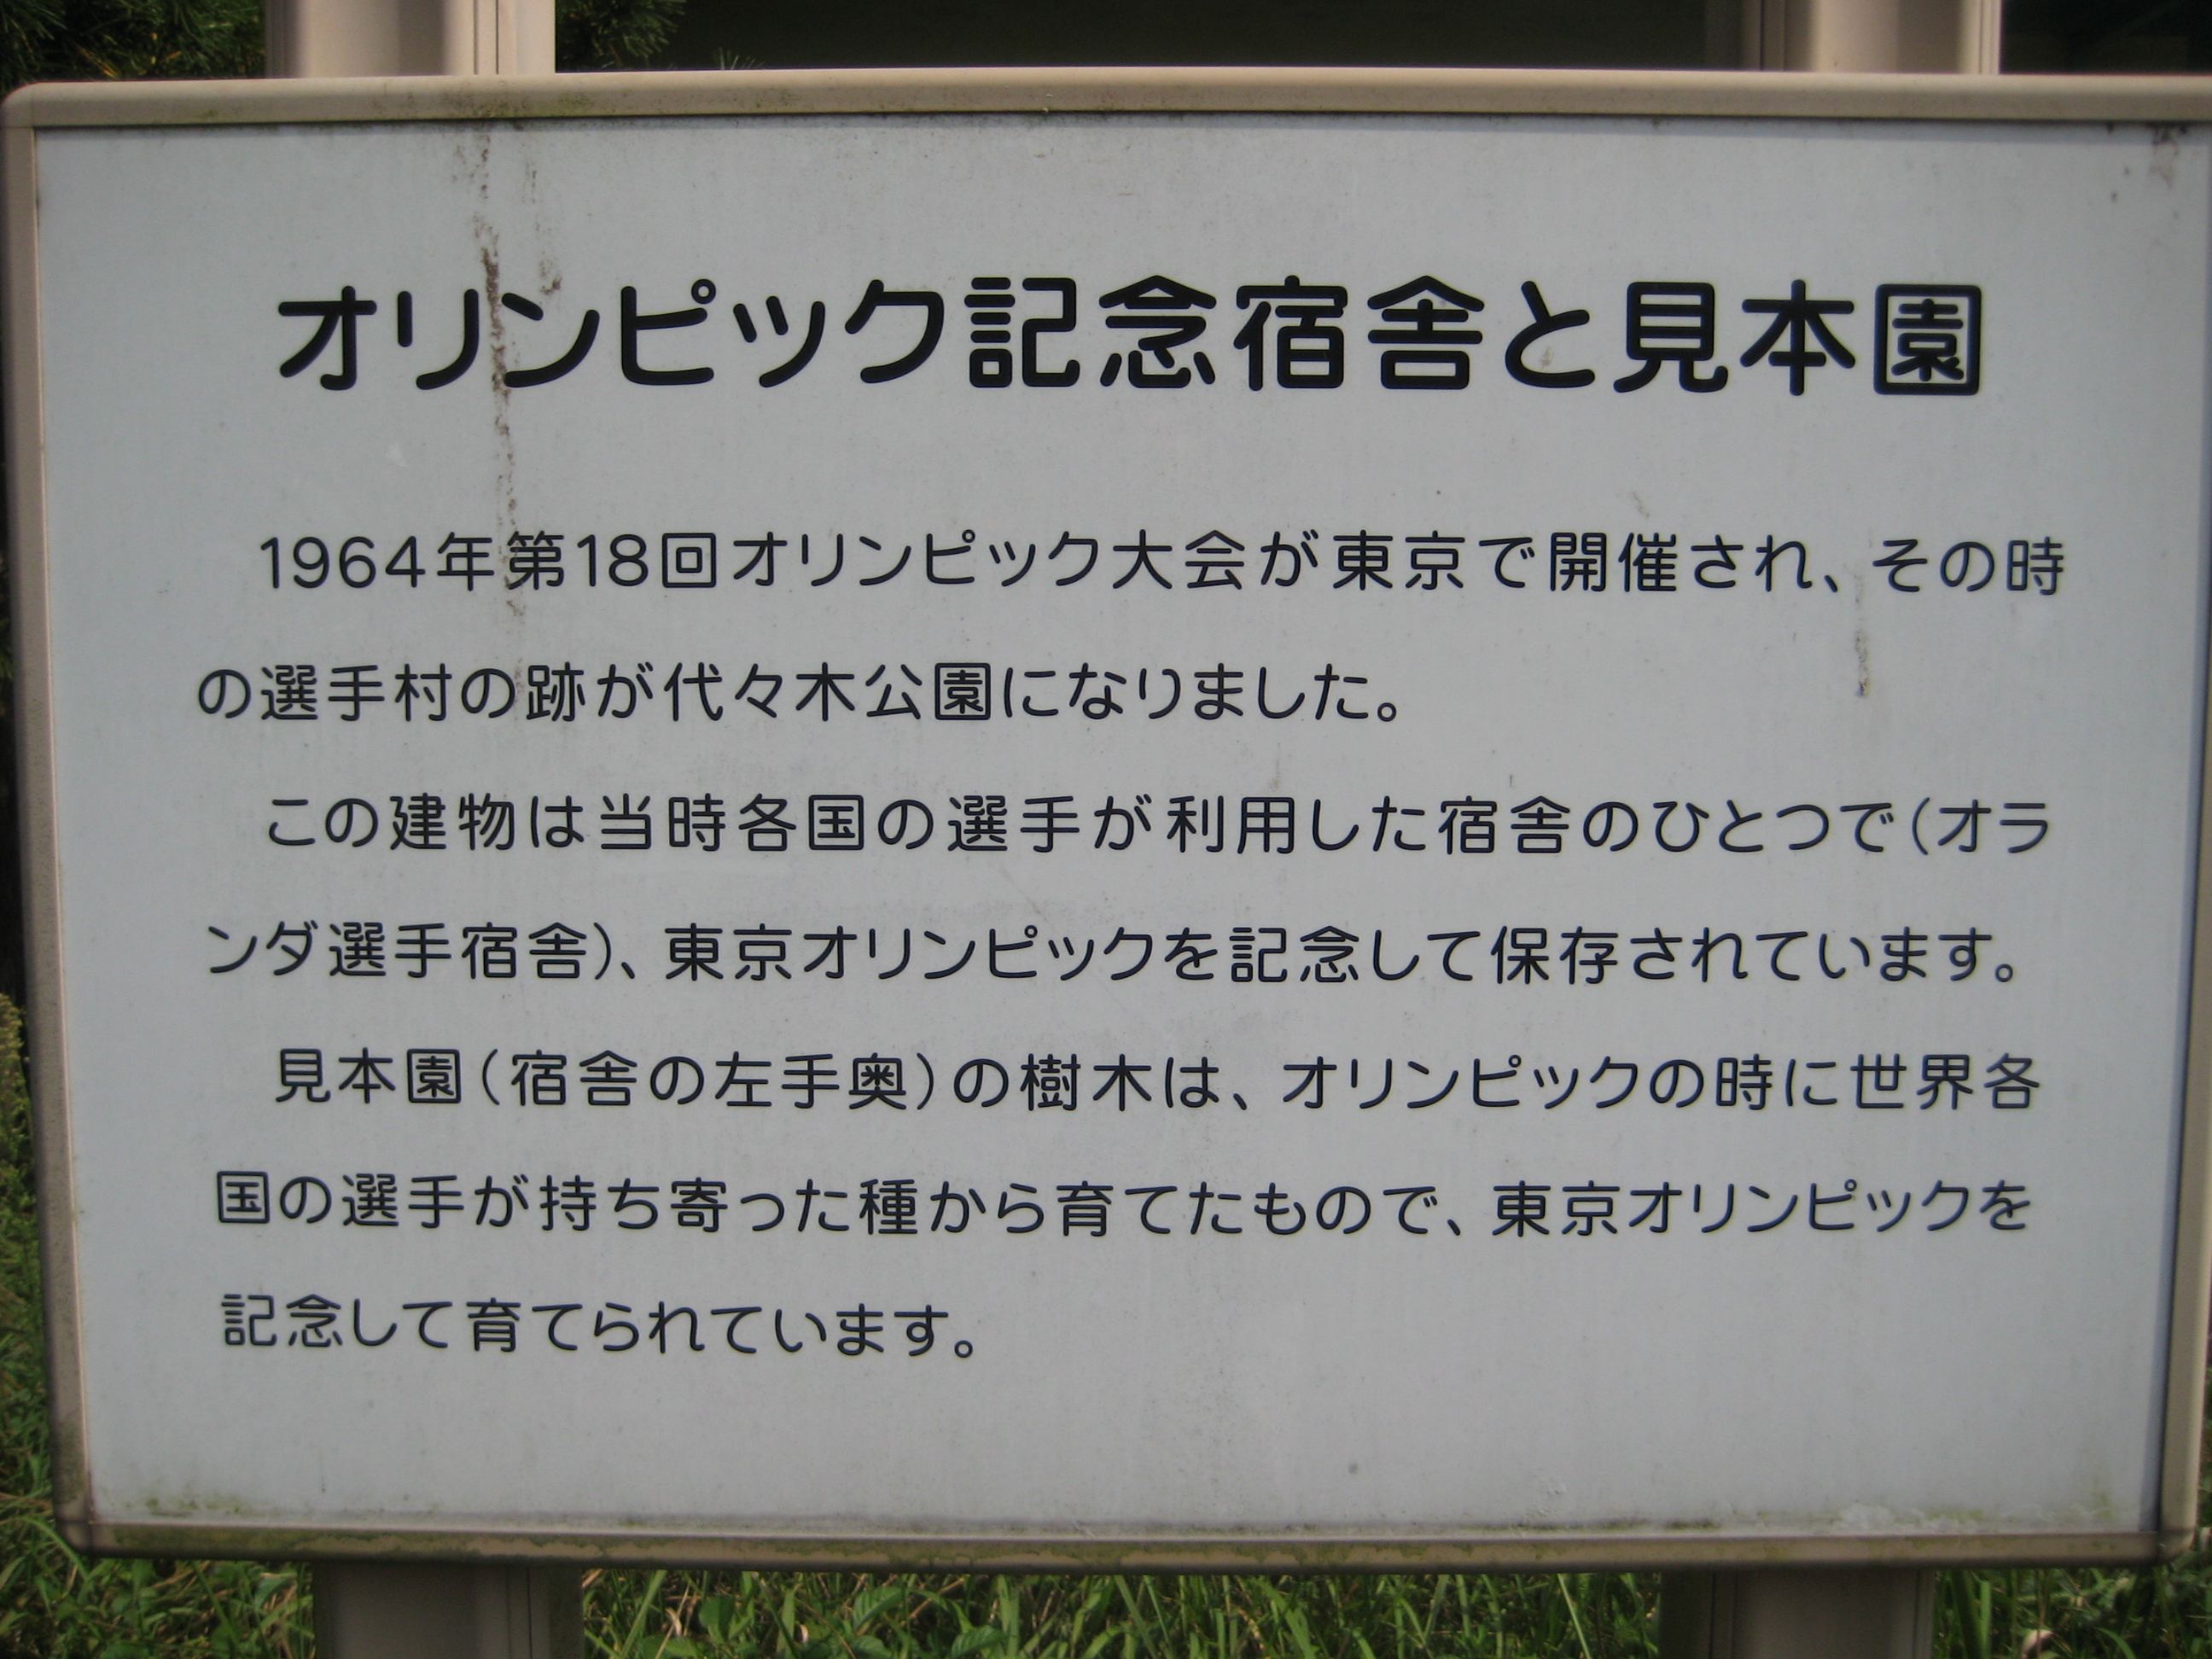 オリンピック記念宿舎と見本園
1964年第18回オリンピック大会が東京で開催され、その時
の選手村の跡が代々木公園になりました。
この建物は当時各国の選手が利用した宿舎のひとつで(オラ
ンダ選手宿舎)、東京オリンピックを記念して保存されています。
見本園(宿舎の左手奥)の樹木は、オリンピックの時に世界各
国の選手が持ち寄った種から育てたもので、東京オリンピックを
記念して育てられています。